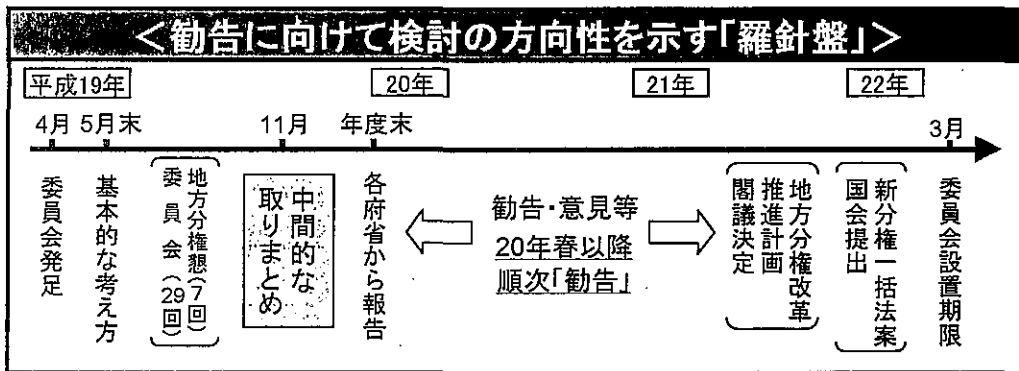 ＜勧告に向けて検討の方向性を示す「羅針盤」＞
平成19年
20年
21年
22年
4月
5月末
11月
年度末
3月
委員会発足
基本的な考え方
地方分権懇(7回)
委員会(29回)
中間的な
取りまとめ
各府省から報告
勧告・意見等
20年春以降
順次「勧告」
地方分権改革
推進計画
閣議決定
新分権一括法案
国会提出
委員会設置期限